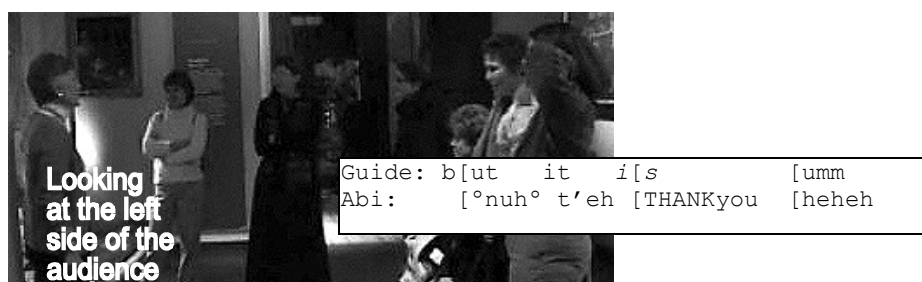 Looking
at the left
side of the
audience
Guide: b[ut it i[s [umm
Abi: [°nuh° t'eh [THANKyou [heheh